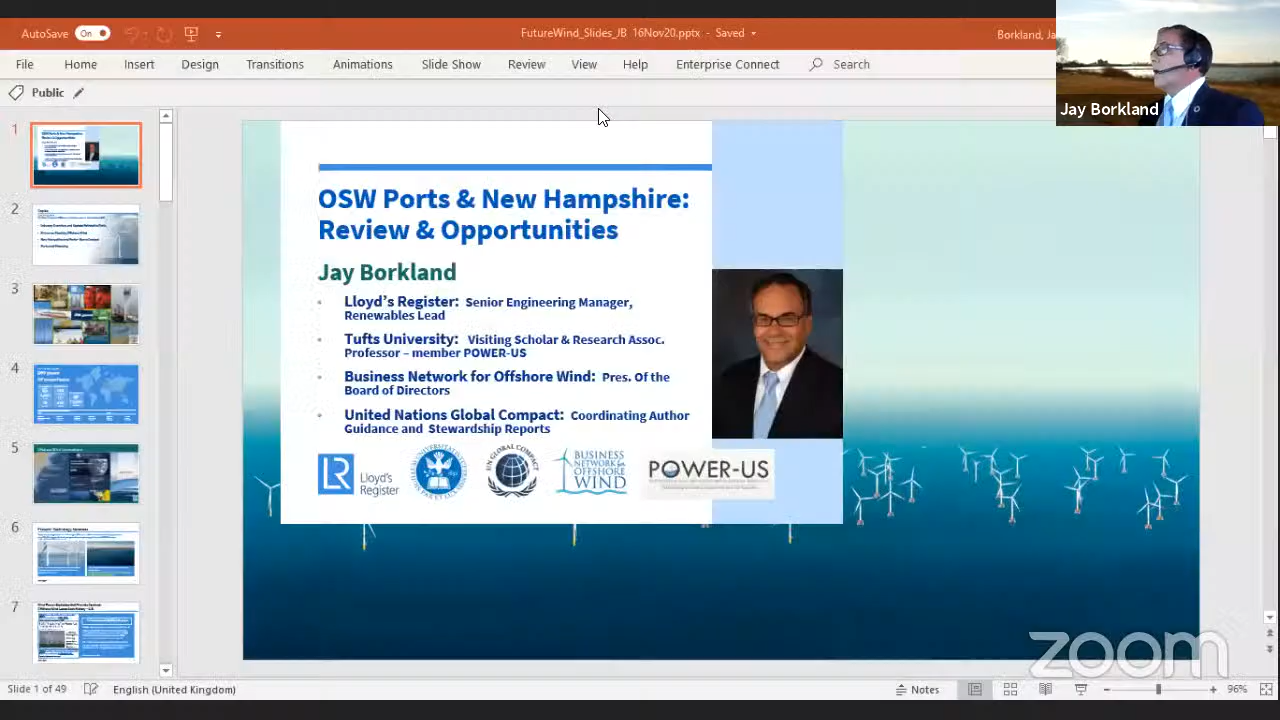 AutoSave On
FutureWind_Slides_JB 16Nov20.pptx - Saved
Borkland, Ja
File Home Insert Design Transitions Animations Slide Show Review View Help Enterprise Connect Search
Public
Jay Borkland
1
2
3
4
5
6
7
OSW Ports & New Hampshire:
Review & Opportunities
Jay Borkland
Lloyd's Register: Senior Engineering Manager,
Renewables Lead
Tufts University: Visiting Scholar & Research Assoc.
Professor – member POWER-US
Business Network for Offshore Wind: Pres. Of the
Board of Directors
United Nations Global Compact: Coordinating Author
Guidance and Stewardship Reports
LR
Lloyd's
Register
UN GLOBAL COMPACT
BUSINESS
NETWORK for
OFFSHORE
WIND
POWER-US
zoom
Slide 1 of 49 English (United Kingdom) Notes 96%